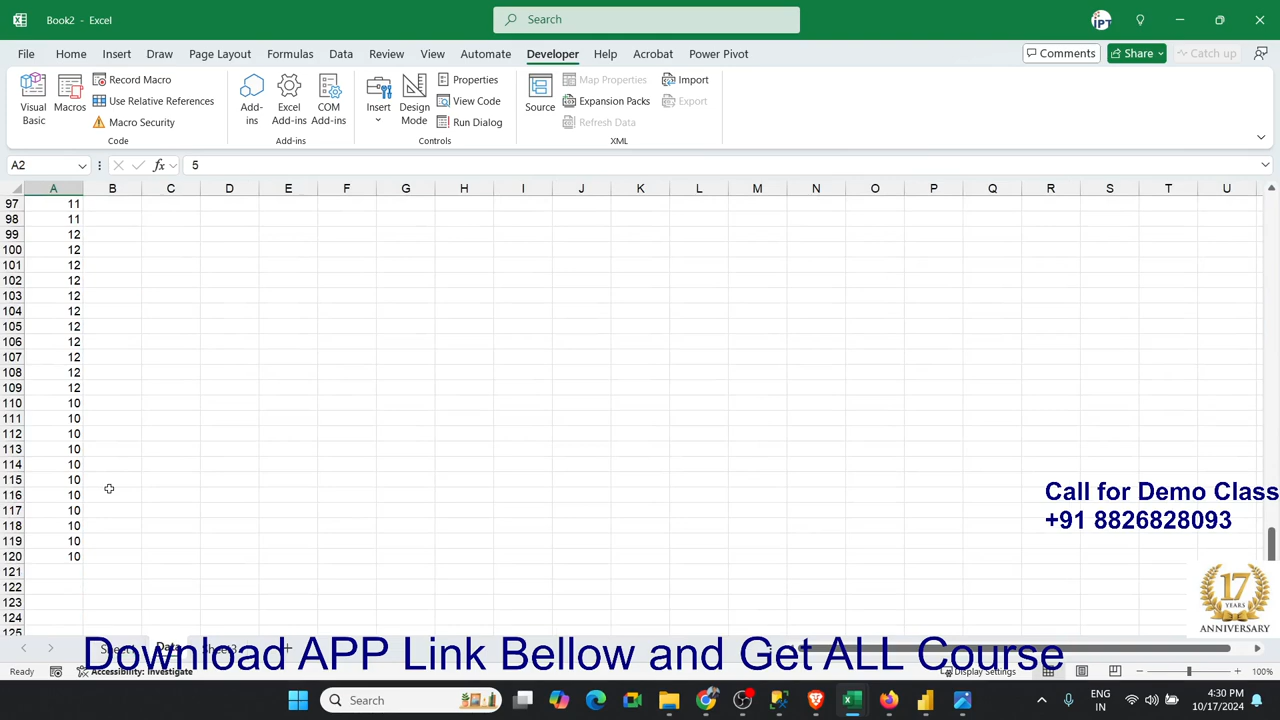 Book2 - Excel
Search
File Home Insert Draw Page Layout Formulas Data Review View Automate Developer Help Acrobat Power Pivot
Comments Share Catch up
Visual Basic
Macros
Record Macro
Use Relative References
Macro Security
Code
Add-ins
Excel Add-ins
COM Add-ins
Add-ins
Insert
Design Mode
Properties
View Code
Run Dialog
Controls
Source
Map Properties
Expansion Packs
Refresh Data
Import
Export
XML
A2 fx 5
A B C D E F G H I J K L M N O P Q R S T U
97 11
98 11
99 12
100 12
101 12
102 12
103 12
104 12
105 12
106 12
107 12
108 12
109 12
110 10
111 10
112 10
113 10
114 10
115 10
116 10
117 10
118 10
119 10
120 10
121
122
123
124
125
Call for Demo Class
+91 8826828093
17
YEARS
ANNIVERSARY
Download APP Link Bellow and Get ALL Course
Ready Accessibility: Investigate Display Settings 100%
Search
ENG
IN
4:30 PM
10/17/2024